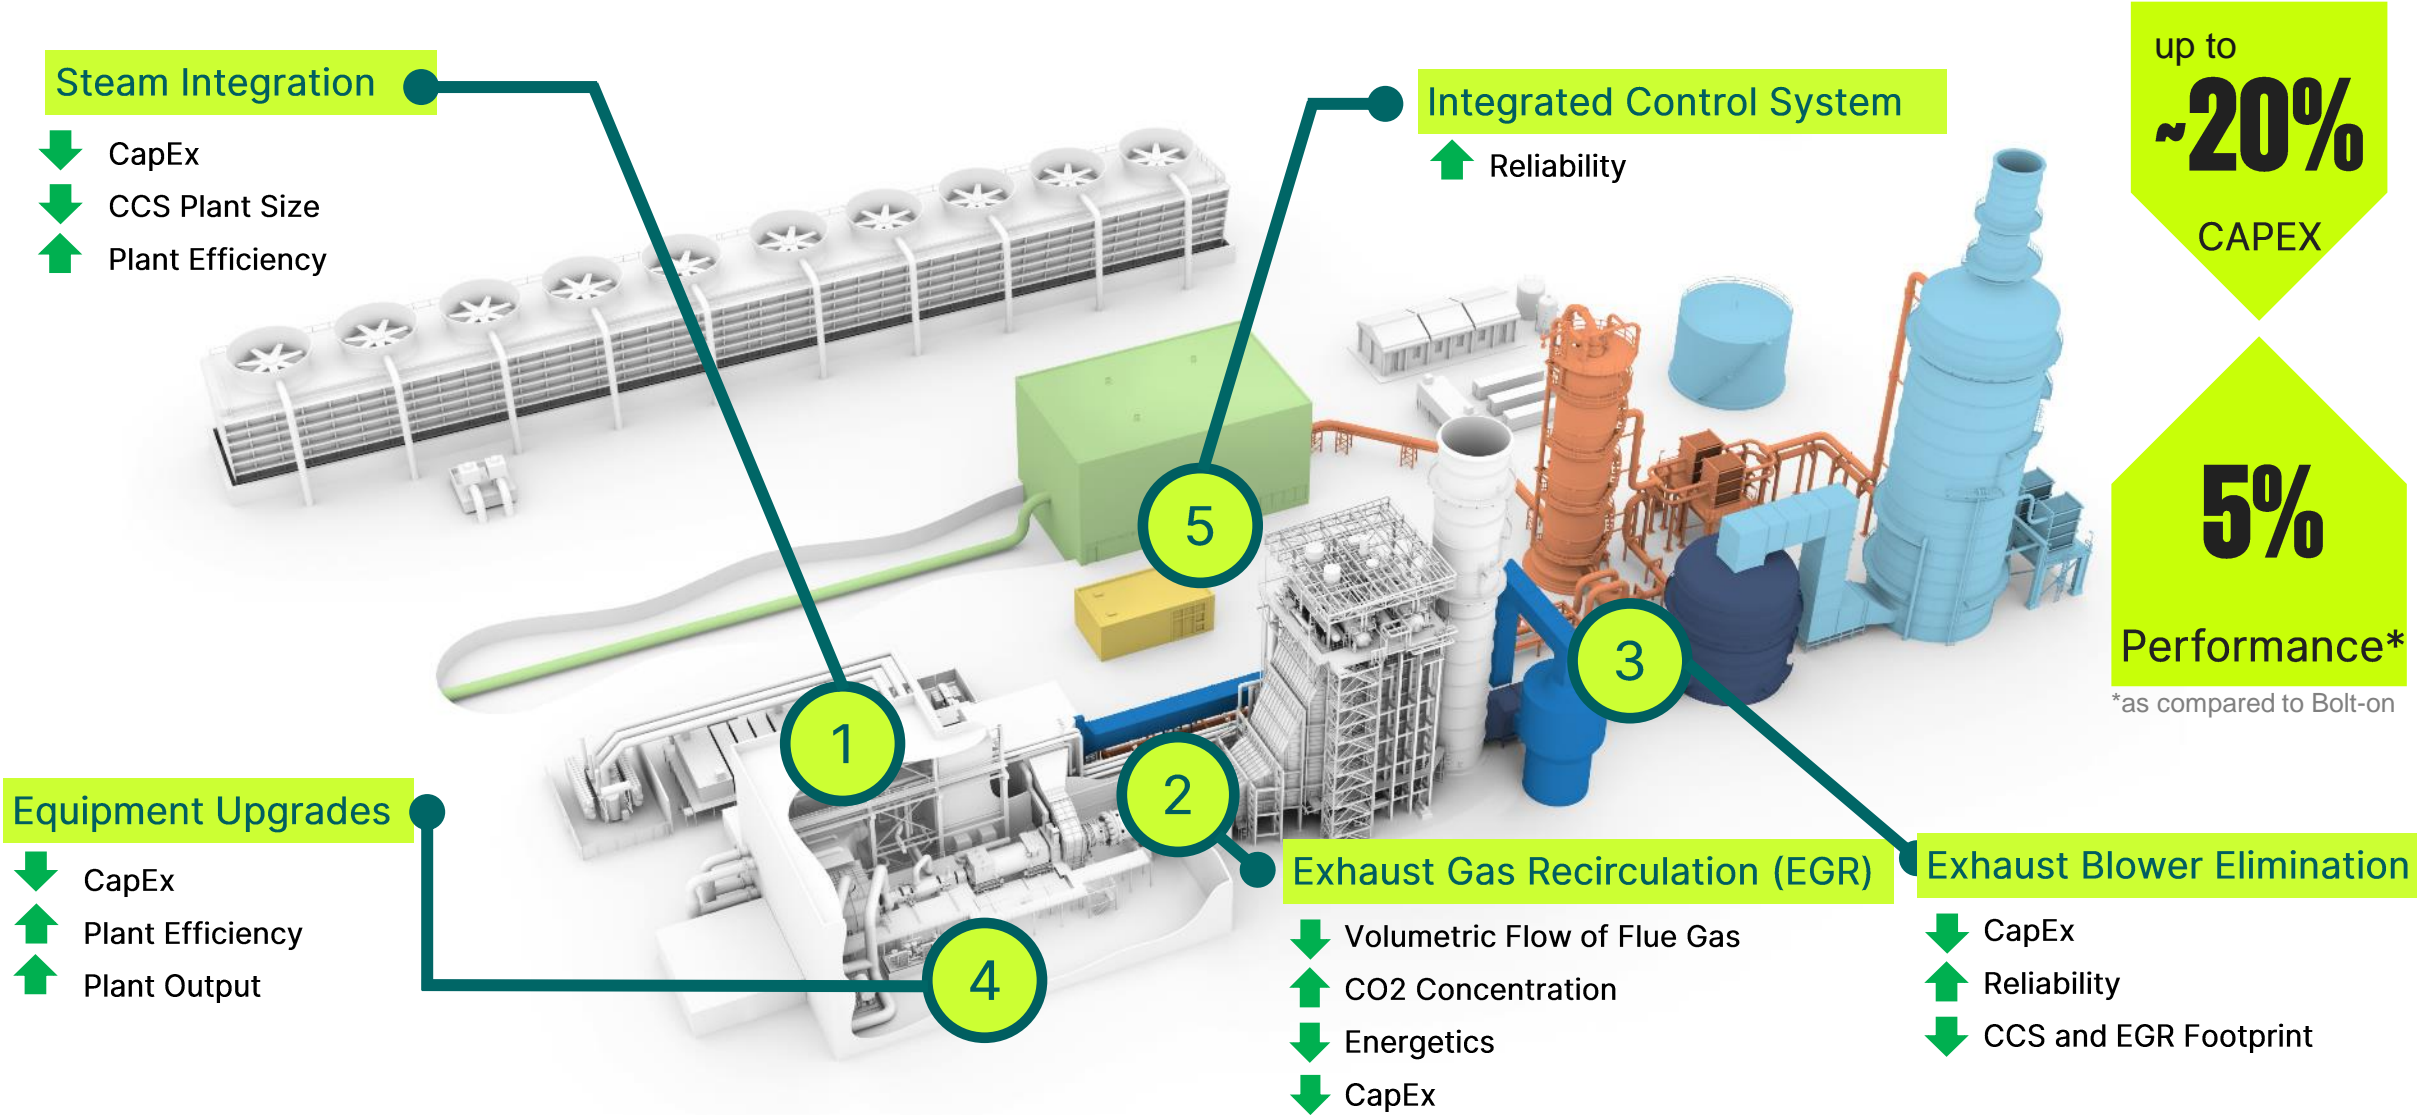 Steam Integration
CapEx
CCS Plant Size
Plant Efficiency
Integrated Control System
Reliability
up to
~20%
CAPEX
5%
Performance*
*as compared to Bolt-on
1
2
3
4
5
Equipment Upgrades
CapEx
Plant Efficiency
Plant Output
Exhaust Gas Recirculation (EGR)
Volumetric Flow of Flue Gas
CO2 Concentration
Energetics
CapEx
Exhaust Blower Elimination
CapEx
Reliability
CCS and EGR Footprint